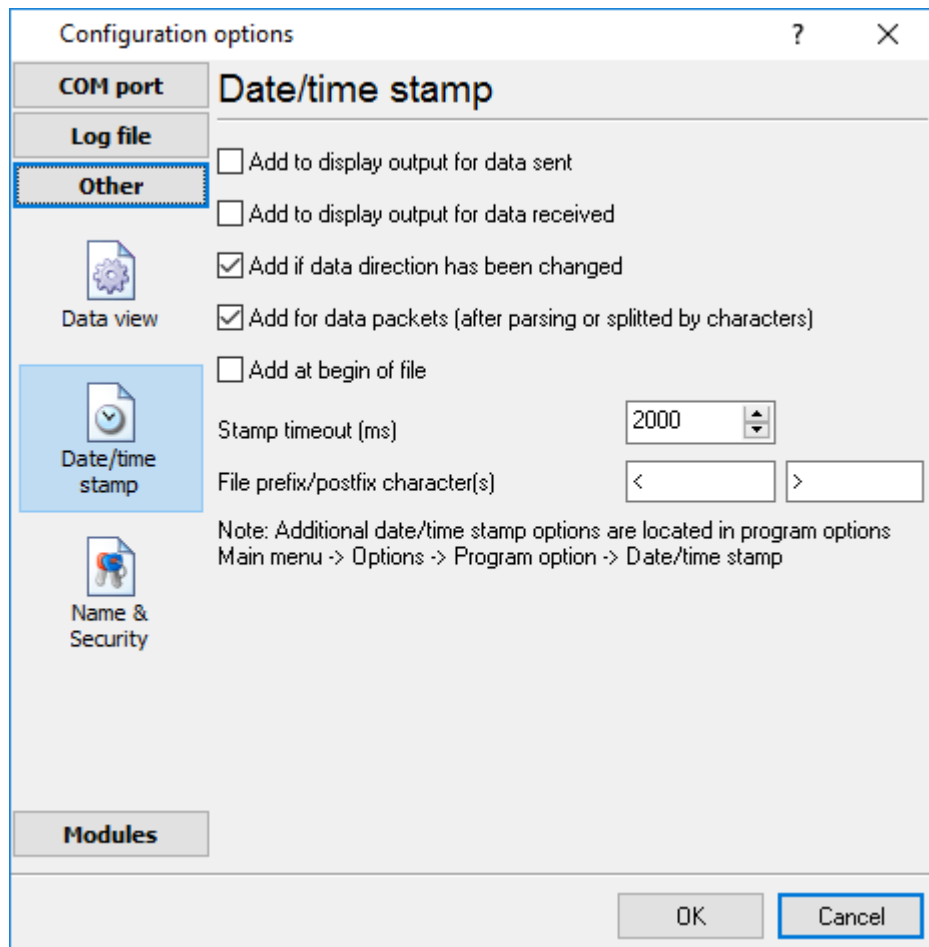 Configuration options
?
COM port
Log file
Other
Data view
Date/time
stamp
Name &
Security
Modules
Date/time stamp
Add to display output for data sent
Add to display output for data received
Add if data direction has been changed
Add for data packets (after parsing or splitted by characters)
Add at begin of file
Stamp timeout (ms) 2000
File prefix/postfix character(s) < >
Note: Additional date/time stamp options are located in program options
Main menu -> Options -> Program option -> Date/time stamp
OK Cancel